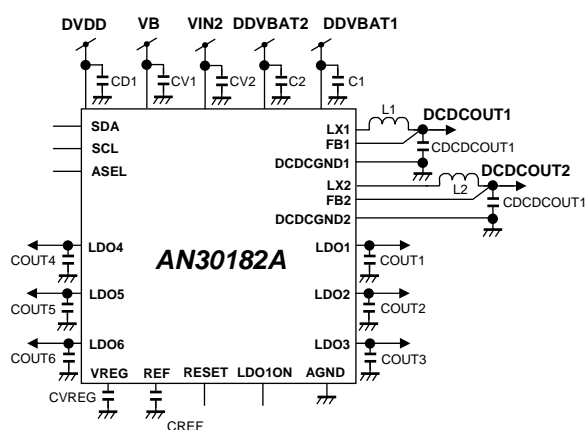 DVDD VB VIN2 DDVBAT2 DDVBAT1
CD1 CV1 CV2 C2 C1
L1 DCDCOUT1
SDA LX1
SCL FB1 CDCDCOUT1
ASEL DCDCGND1 DCDCOUT2
LX2 L2
FB2 CDCDCOUT1
DCDCGND2
LDO4 AN30182A LDO1
COUT4 COUT1
LDO5 LDO2
COUT5 COUT2
LDO6 LDO3
COUT6 COUT3
VREG REF RESET LDO1ON AGND
CVREG
CREF